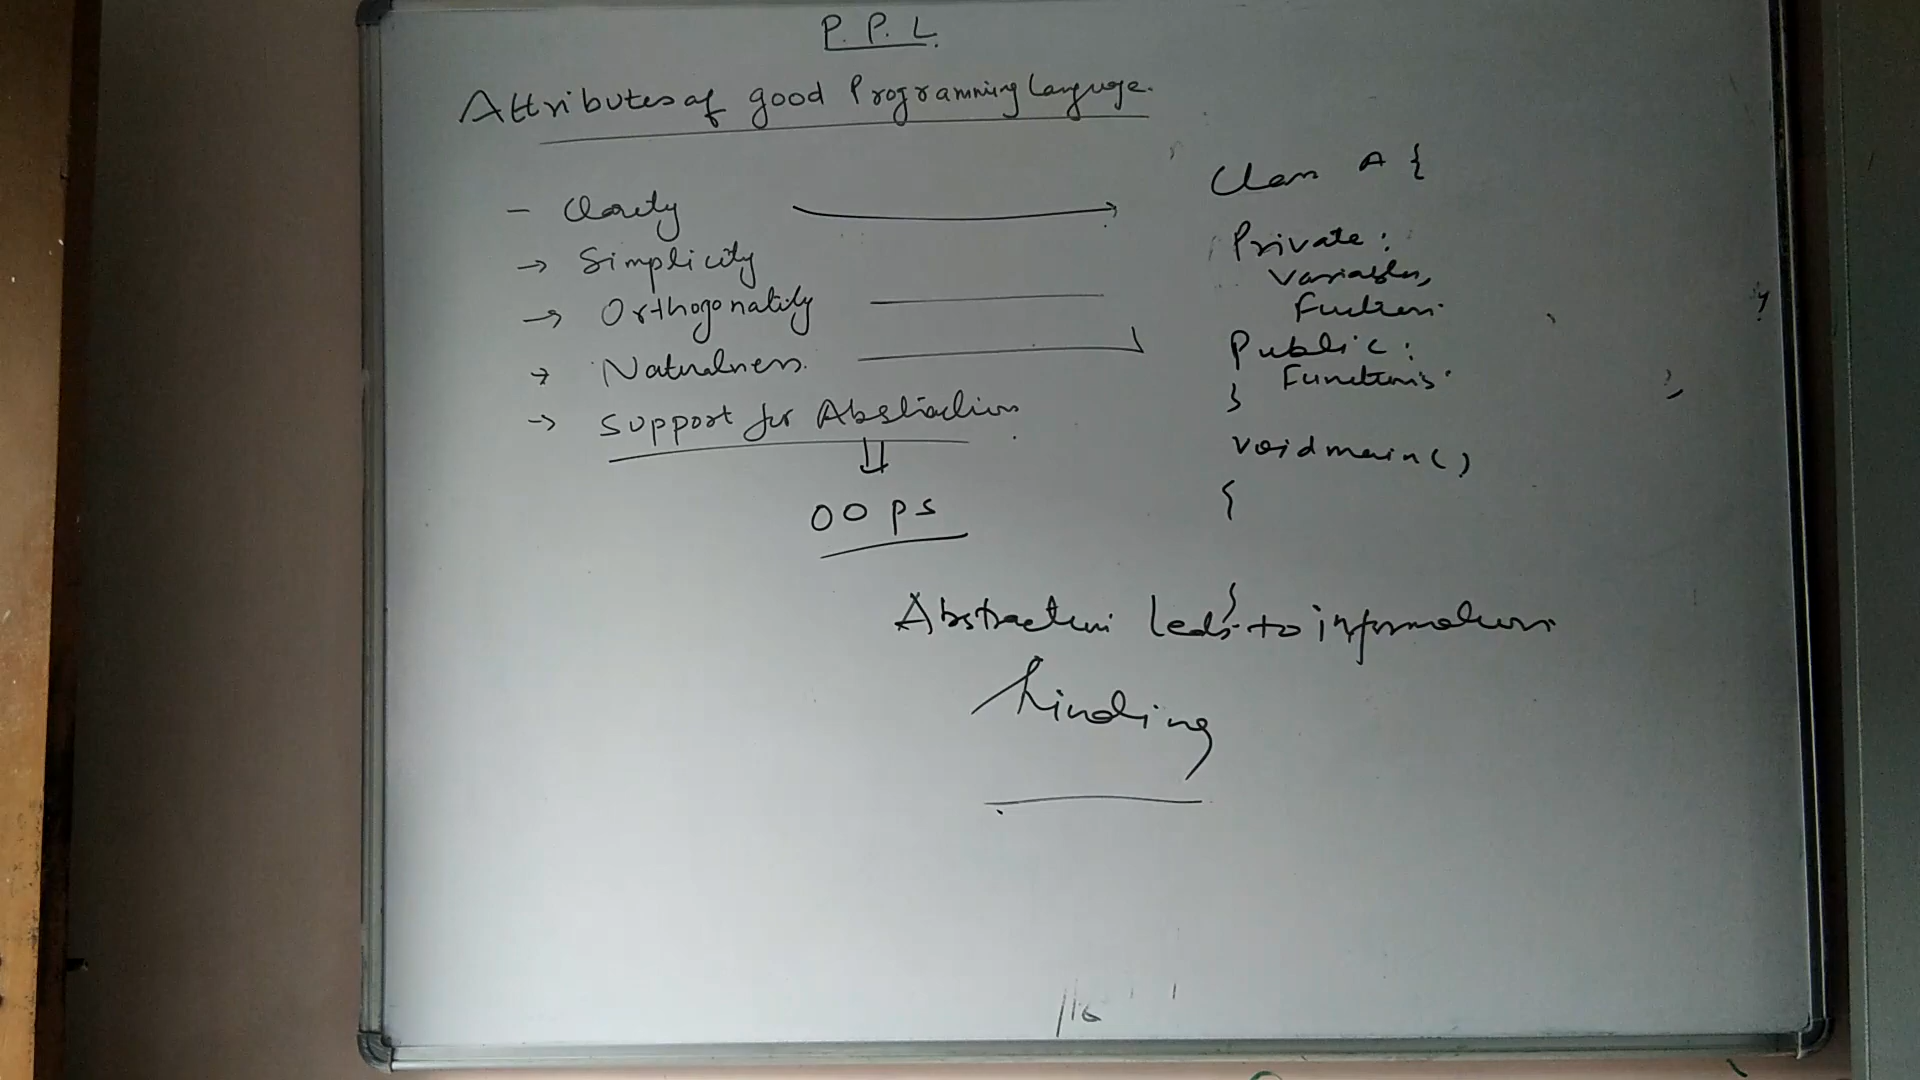 P. P. L.
Attributes of good Programming Language.
- Clarity
→ Simplicity
→ Orthogonality
→ Naturalness.
→ Support for Abstraction
OOPs
Class A {
Private :
Variables,
Function.
Public :
Functions.
}
void main ( )
{
}
Abstraction leads to information
hinding